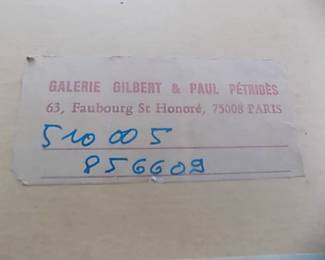 GALERIE GILBERT & PAUL PÉTRIDÈS
63, Faubourg St Honoré, 75008 PARIS
510005
856609